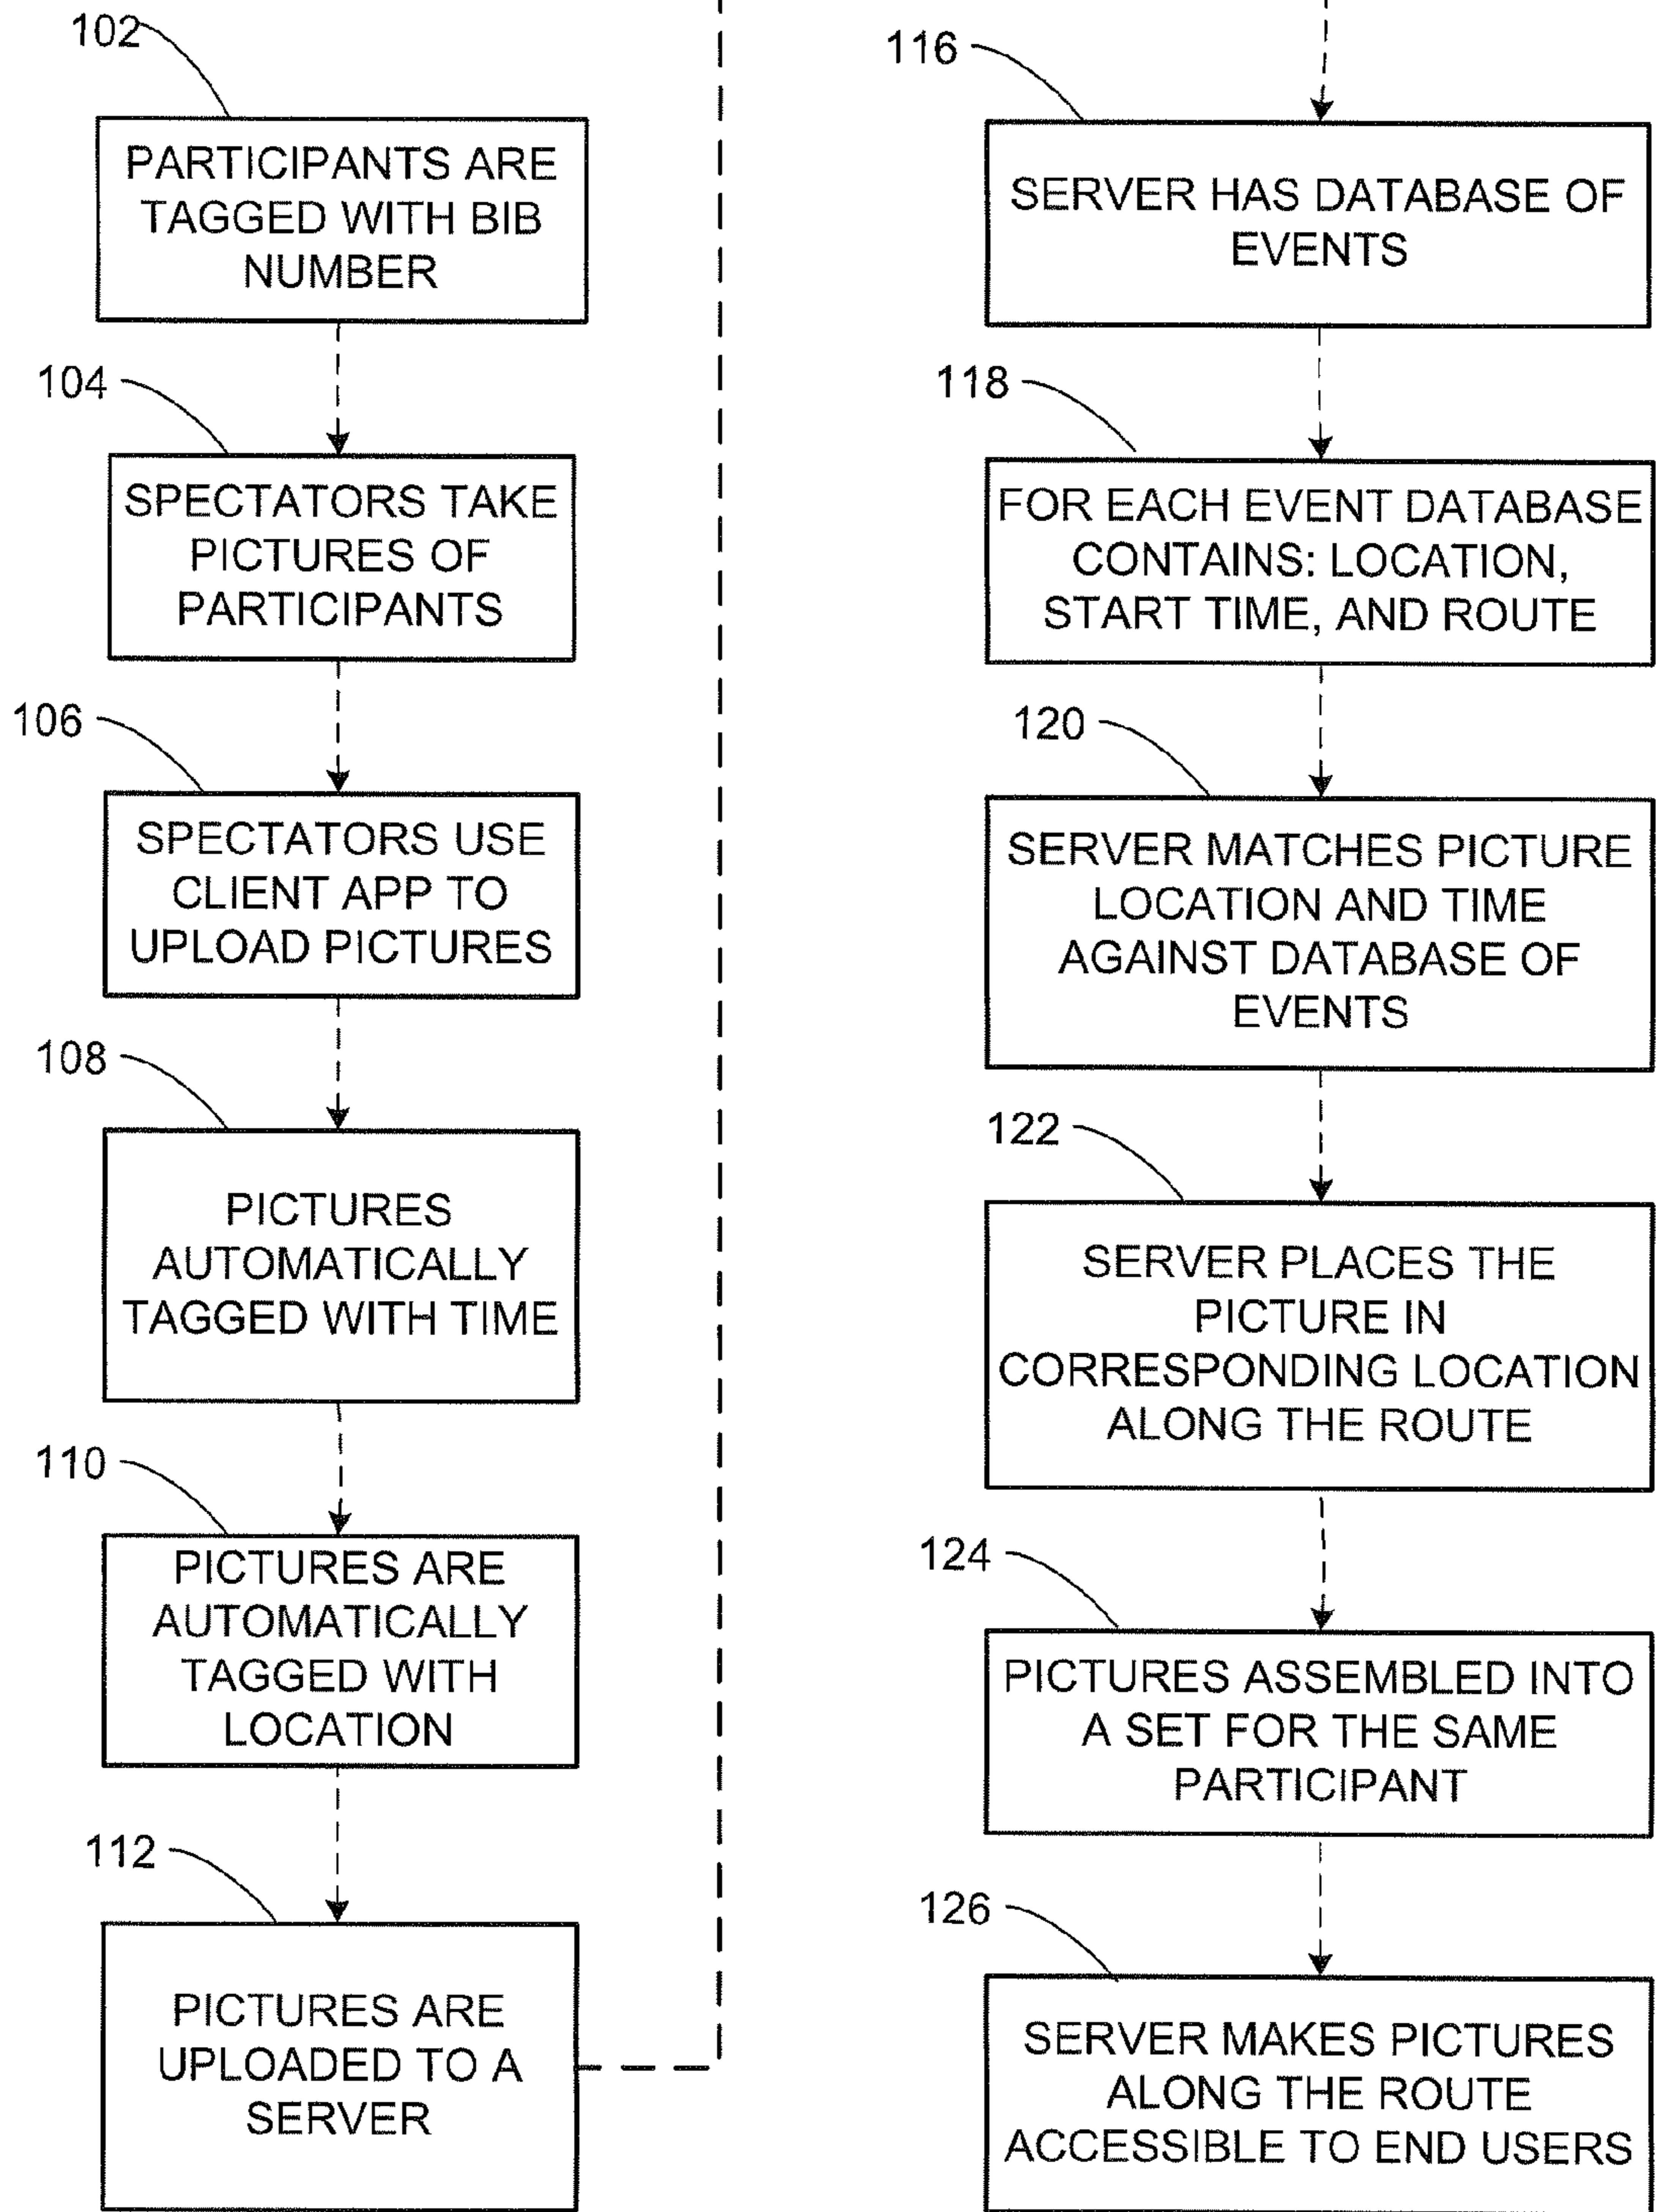 102
PARTICIPANTS ARE
TAGGED WITH BIB
NUMBER
104
SPECTATORS TAKE
PICTURES OF
PARTICIPANTS
106
SPECTATORS USE
CLIENT APP TO
UPLOAD PICTURES
108
PICTURES
AUTOMATICALLY
TAGGED WITH TIME
110
PICTURES ARE
AUTOMATICALLY
TAGGED WITH
LOCATION
112
PICTURES ARE
UPLOADED TO A
SERVER
116
SERVER HAS DATABASE OF
EVENTS
118
FOR EACH EVENT DATABASE
CONTAINS: LOCATION,
START TIME, AND ROUTE
120
SERVER MATCHES PICTURE
LOCATION AND TIME
AGAINST DATABASE OF
EVENTS
122
SERVER PLACES THE
PICTURE IN
CORRESPONDING LOCATION
ALONG THE ROUTE
124
PICTURES ASSEMBLED INTO
A SET FOR THE SAME
PARTICIPANT
126
SERVER MAKES PICTURES
ALONG THE ROUTE
ACCESSIBLE TO END USERS